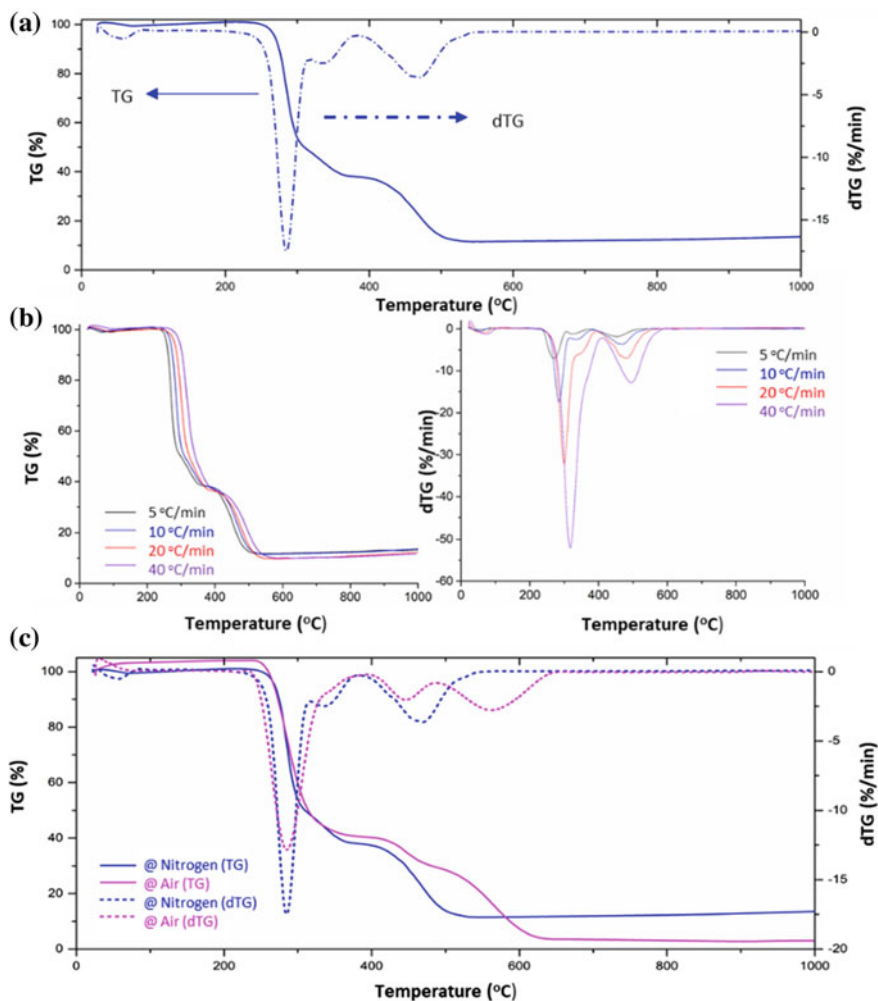 (a)
100
80
60
40
20
0
TG (%)
TG
dTG
0
-5
-10
-15
dTG (%/min)
0
200
400
600
800
1000
Temperature (°C)
(b)
100
80
60
40
20
0
TG (%)
5 °C/min
10 °C/min
20 °C/min
40 °C/min
0
200
400
600
800
1000
Temperature (°C)
0
-10
-20
-30
-40
-50
-60
dTG (%/min)
5 °C/min
10 °C/min
20 °C/min
40 °C/min
0
200
400
600
800
1000
Temperature (°C)
(c)
100
80
60
40
20
0
TG (%)
@ Nitrogen (TG)
@ Air (TG)
@ Nitrogen (dTG)
@ Air (dTG)
0
-5
-10
-15
-20
dTG (%/min)
0
200
400
600
800
1000
Temperature (°C)